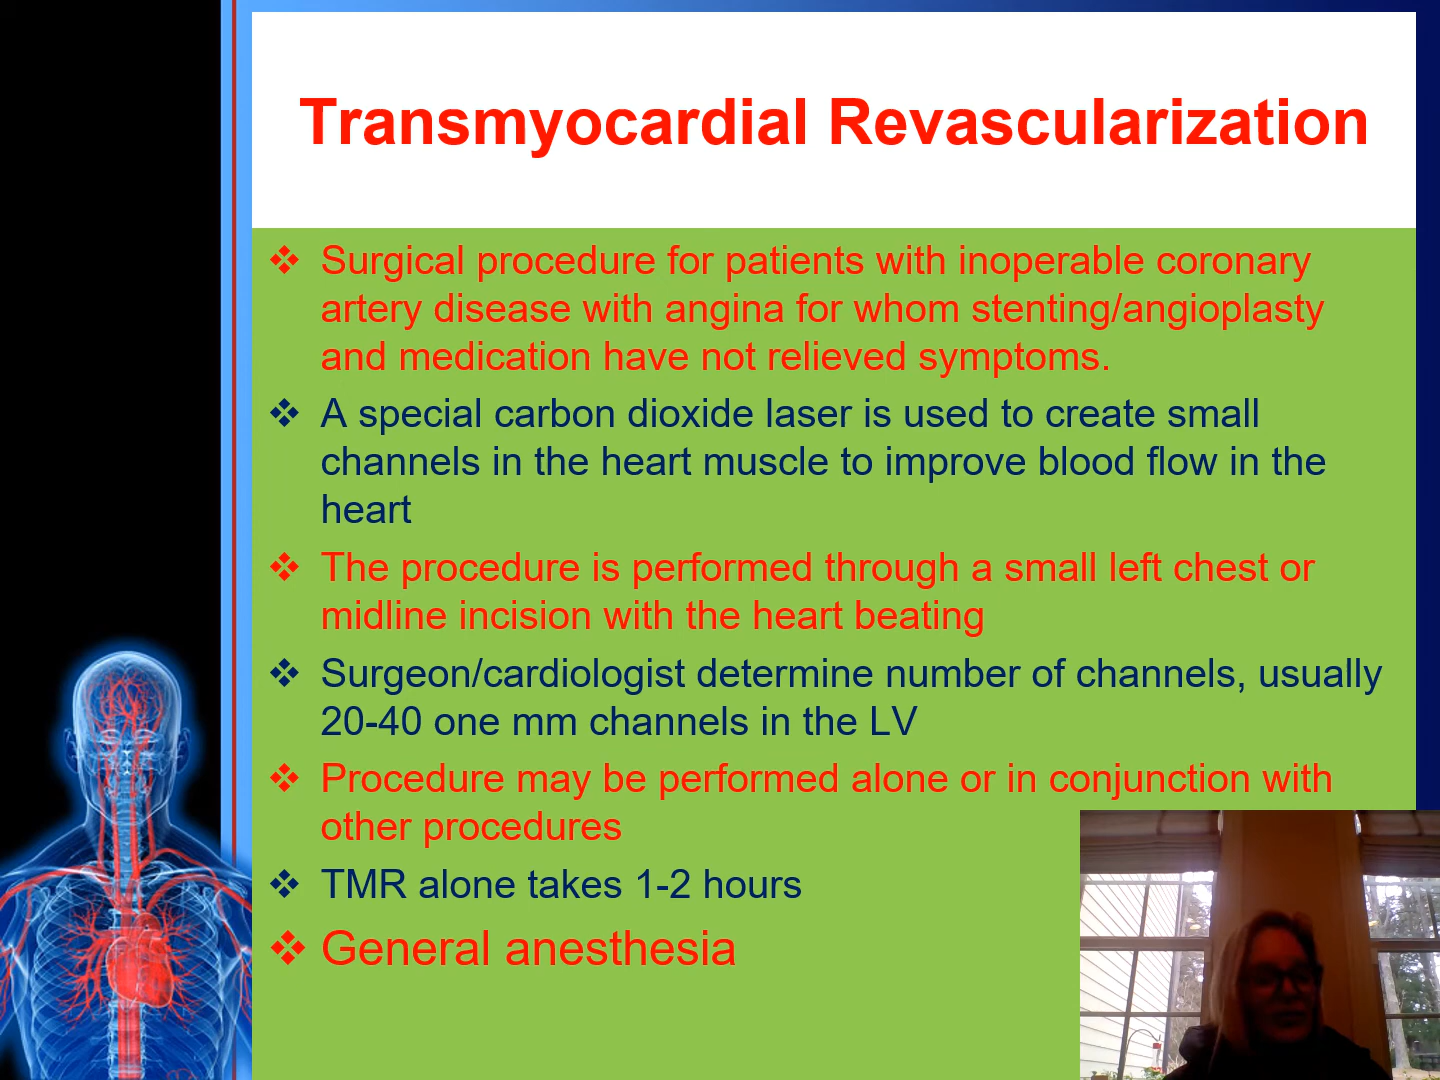 Transmyocardial Revascularization
❖ Surgical procedure for patients with inoperable coronary
artery disease with angina for whom stenting/angioplasty
and medication have not relieved symptoms.
❖ A special carbon dioxide laser is used to create small
channels in the heart muscle to improve blood flow in the
heart
❖ The procedure is performed through a small left chest or
midline incision with the heart beating
❖ Surgeon/cardiologist determine number of channels, usually
20-40 one mm channels in the LV
❖ Procedure may be performed alone or in conjunction with
other procedures
❖ TMR alone takes 1-2 hours
❖ General anesthesia